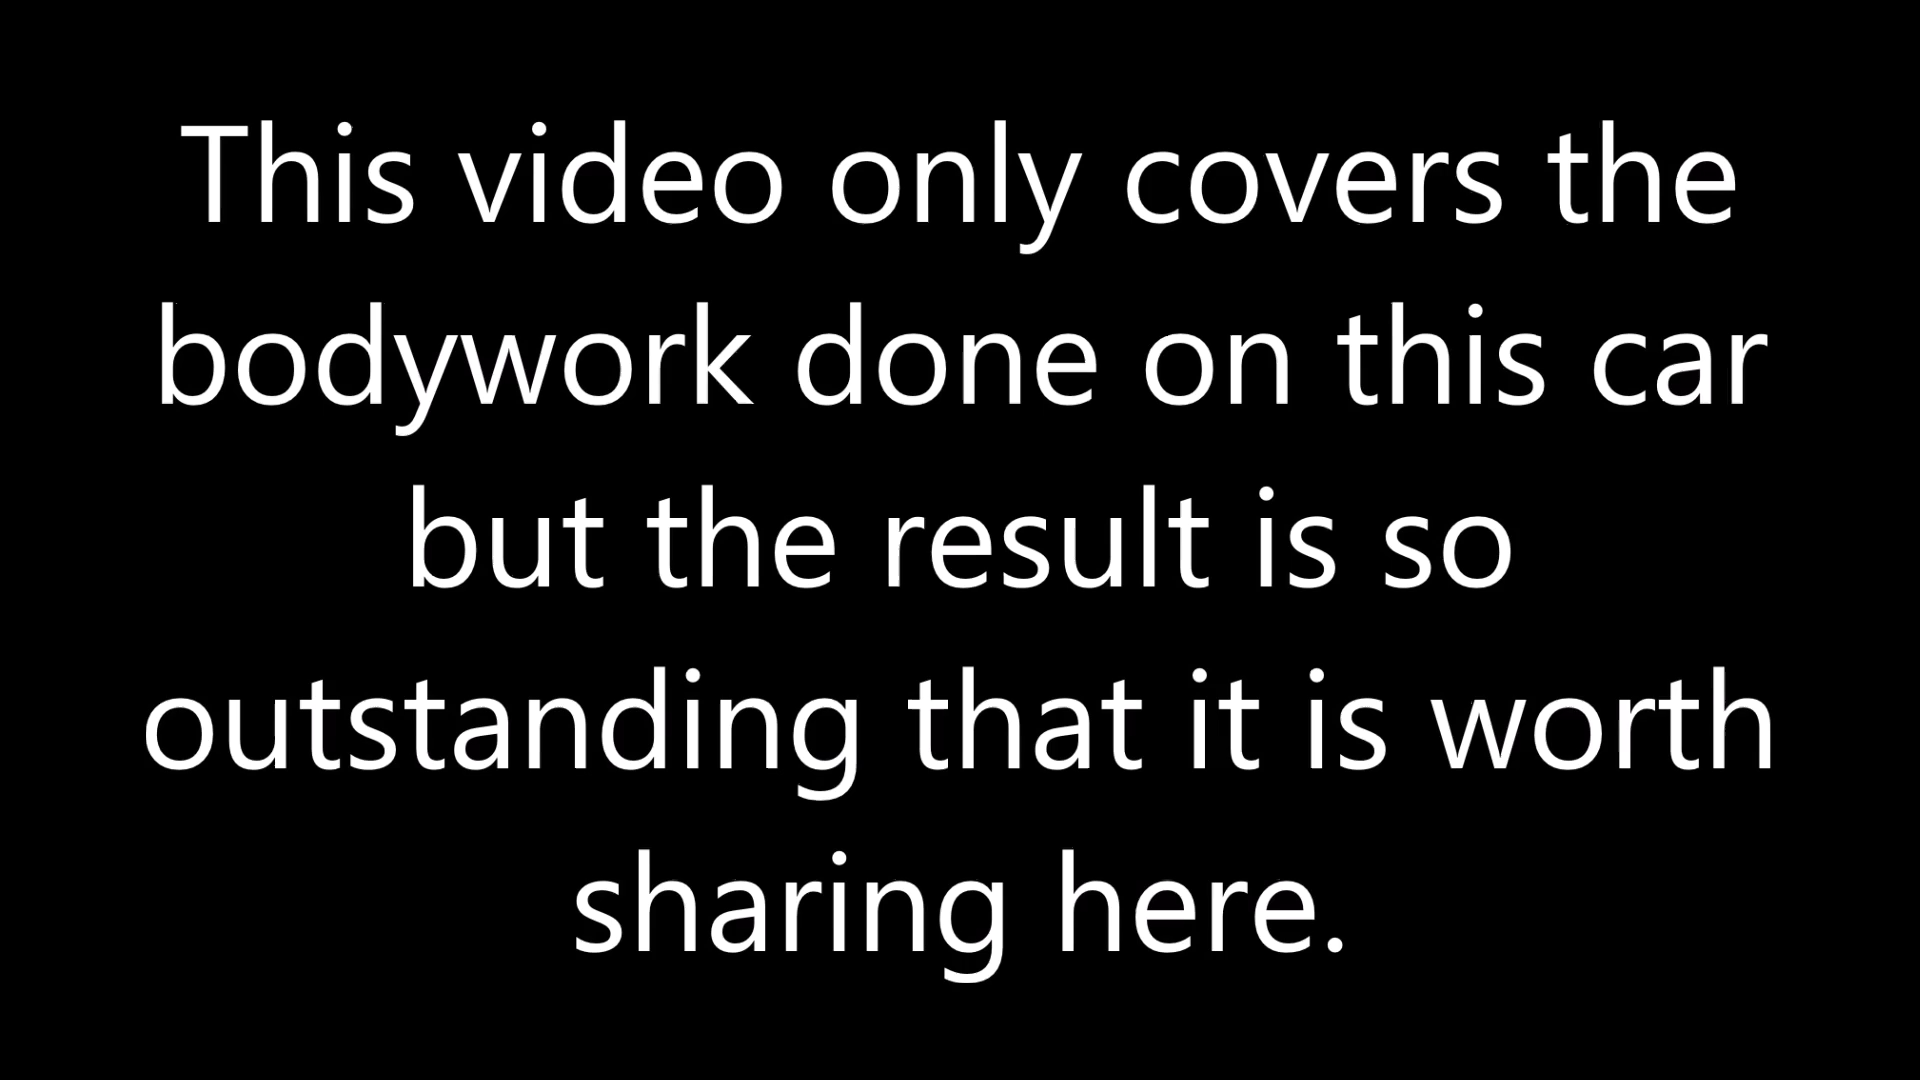 This video only covers the
bodywork done on this car
but the result is so
outstanding that it is worth
sharing here.